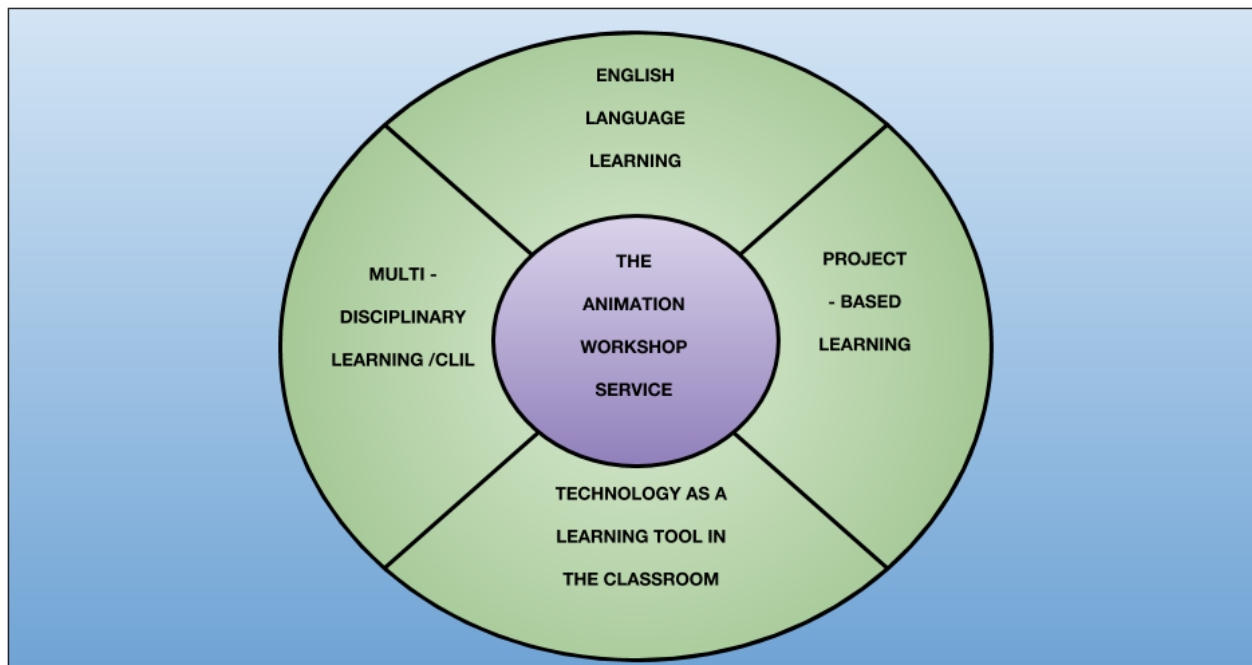 ENGLISH
LANGUAGE
LEARNING
MULTI -
DISCIPLINARY
LEARNING /CLIL
THE
ANIMATION
WORKSHOP
SERVICE
PROJECT
- BASED
LEARNING
TECHNOLOGY AS A
LEARNING TOOL IN
THE CLASSROOM